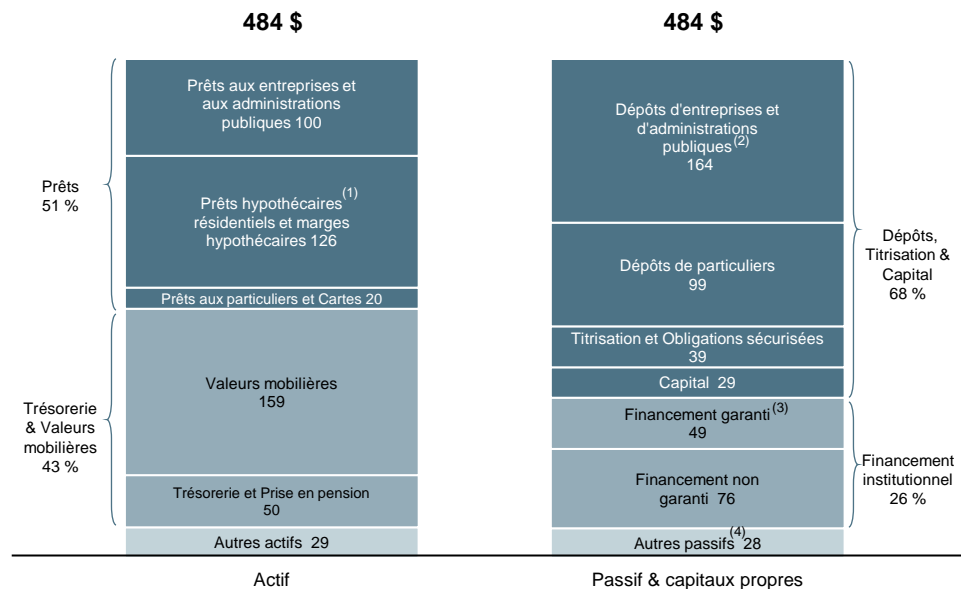 484 $
484 $
Prêts aux entreprises et
aux administrations
publiques 100
Prêts hypothécaires(1)
résidentiels et marges
hypothécaires 126
Prêts aux particuliers et Cartes 20
Valeurs mobilières
159
Trésorerie et Prise en pension
50
Autres actifs 29
Prêts
51 %
Trésorerie
& Valeurs
mobilières
43 %
Dépôts d'entreprises et
d'administrations
publiques(2)
164
Dépôts de particuliers
99
Titrisation et Obligations sécurisées
39
Capital 29
Financement garanti(3)
49
Financement non
garanti 76
Autres passifs(4) 28
Dépôts,
Titrisation &
Capital
68 %
Financement
institutionnel
26 %
Actif
Passif & capitaux propres